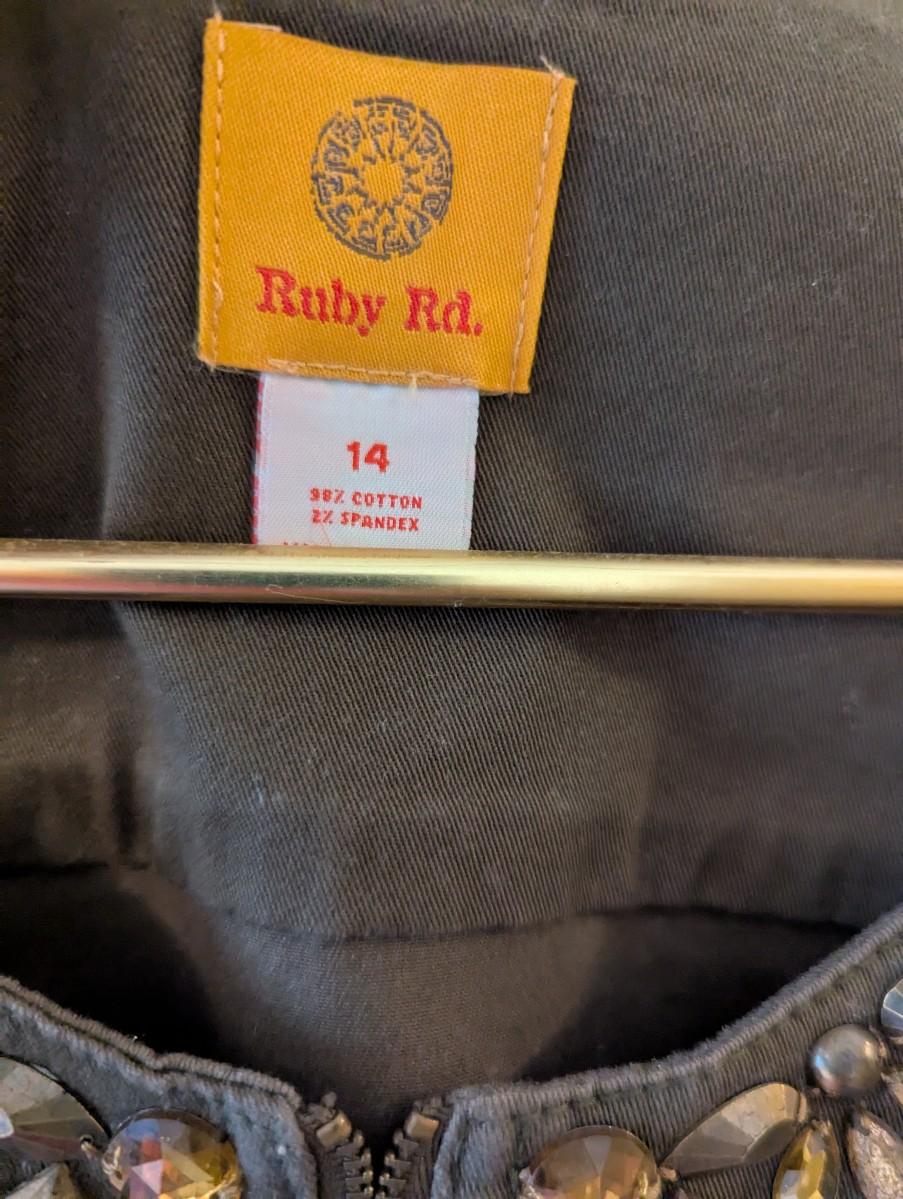 Ruby Rd.
14
98% COTTON
2% SPANDEX